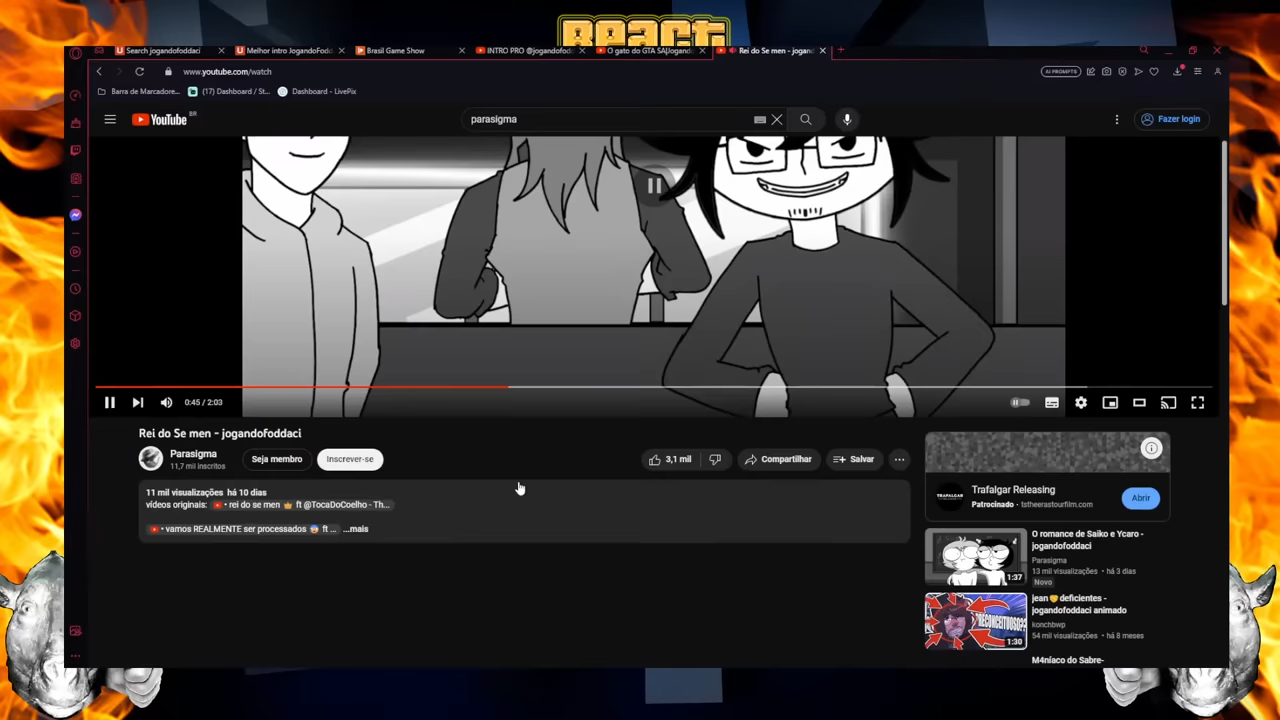 React
Search jogandofoddaci
Melhor intro JogandoFodd
Brasil Game Show
INTRO PRO @jogandofodd
O gato do GTA SA|Jogand
Rei do Se men - jogand
www.youtube.com/watch
AI PROMPTS
Barra de Marcadore...
(17) Dashboard / St...
Dashboard - LivePix
YouTube BR
parasigma
Fazer login
0:45 / 2:03
Rei do Se men - jogandofoddaci
Parasigma
11,7 mil inscritos
Seja membro
Inscrever-se
3,1 mil
Compartilhar
Salvar
11 mil visualizações há 10 dias
vídeos originais: • rei do se men 👑 ft @TocaDoCoelho - Th...
• vamos REALMENTE ser processados 😨 ft ... ...mais
Trafalgar Releasing
TRAFALGAR
Patrocinado • tstheerastourfilm.com
Abrir
O romance de Saiko e Ycaro -
jogandofoddaci
Parasigma
13 mil visualizações • há 3 dias
Novo
1:37
jean🦁deficientes -
jogandofoddaci animado
konchbwp
54 mil visualizações • há 8 meses
1:30
M4níaco do Sabre-